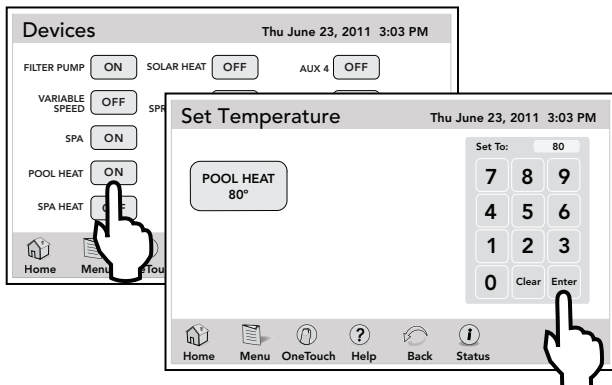 Devices
Thu June 23, 2011 3:03 PM
FILTER PUMP ON SOLAR HEAT OFF AUX 4 OFF
VARIABLE SPEED OFF
SPA ON
POOL HEAT ON
SPA HEAT
Home
Set Temperature
Thu June 23, 2011 3:03 PM
POOL HEAT
80º
Set To: 80
7 8 9
4 5 6
1 2 3
0 Clear Enter
Home Menu OneTouch Help Back Status